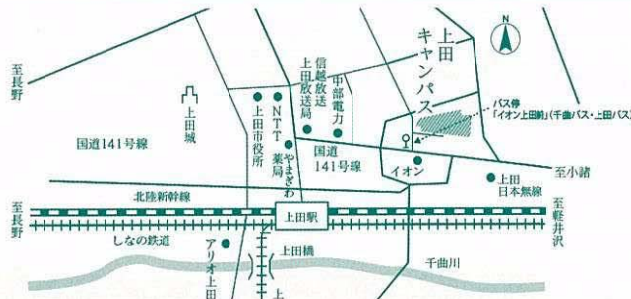 N
上田
キャンパス
バス停
「イオン上田前」(千曲バス・上田バス)
至長野
上田城
国道141号線
上田市役所
NTT
やまざわ
薬局
信越放送
上田放送局
中部電力
国道
141号線
イオン
至小諸
上田
日本無線
北陸新幹線
至長野
上田駅
至軽井沢
しなの鉄道
アリオ上田
上田橋
千曲川
上